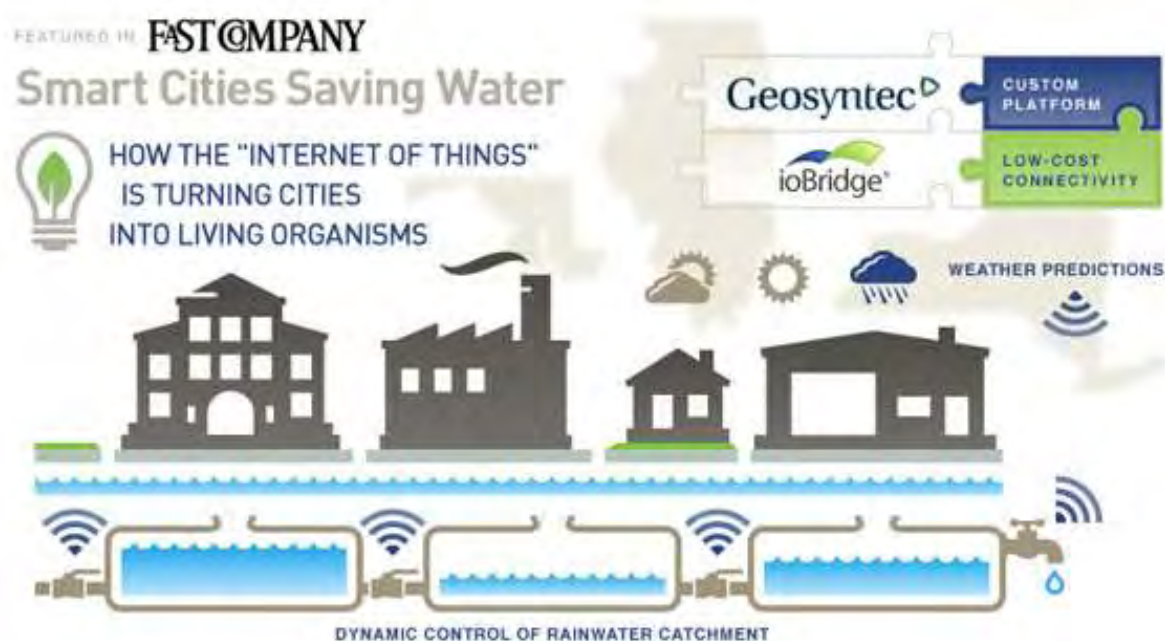 FEATURED IN FAST COMPANY
Smart Cities Saving Water
HOW THE "INTERNET OF THINGS"
IS TURNING CITIES
INTO LIVING ORGANISMS
Geosyntec
CUSTOM
PLATFORM
ioBridge
LOW-COST
CONNECTIVITY
WEATHER PREDICTIONS
DYNAMIC CONTROL OF RAINWATER CATCHMENT